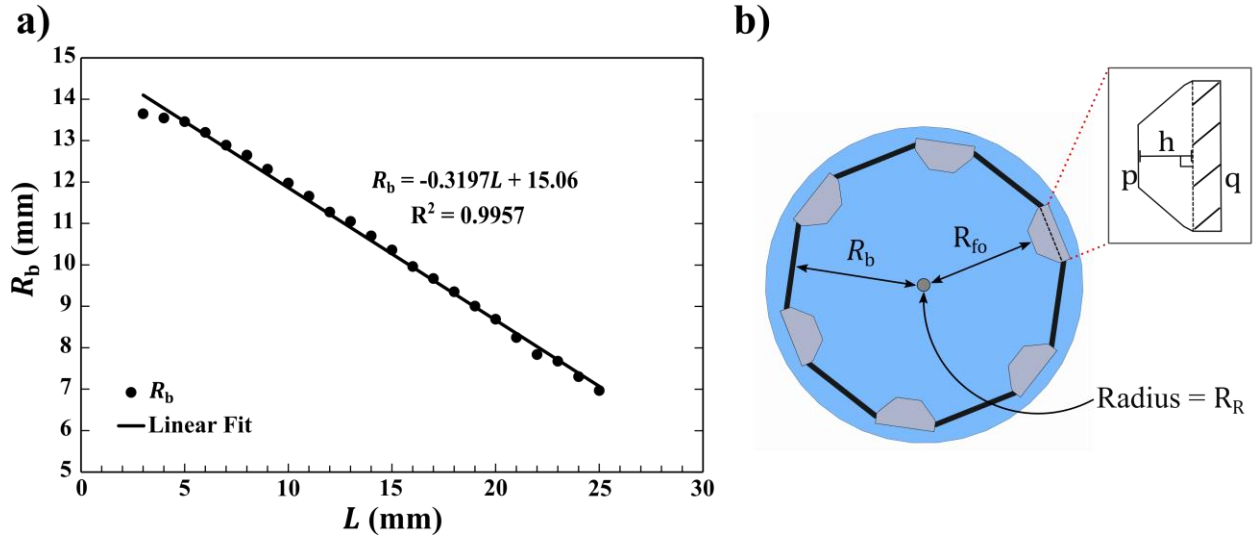 a)
15
14
13
12
11
10
9
8
7
6
5
R_b (mm)
R_b = -0.3197L + 15.06
R² = 0.9957
R_b
Linear Fit
0
5
10
15
20
25
30
L (mm)
b)
R_b
R_fo
h
p
q
Radius = R_R